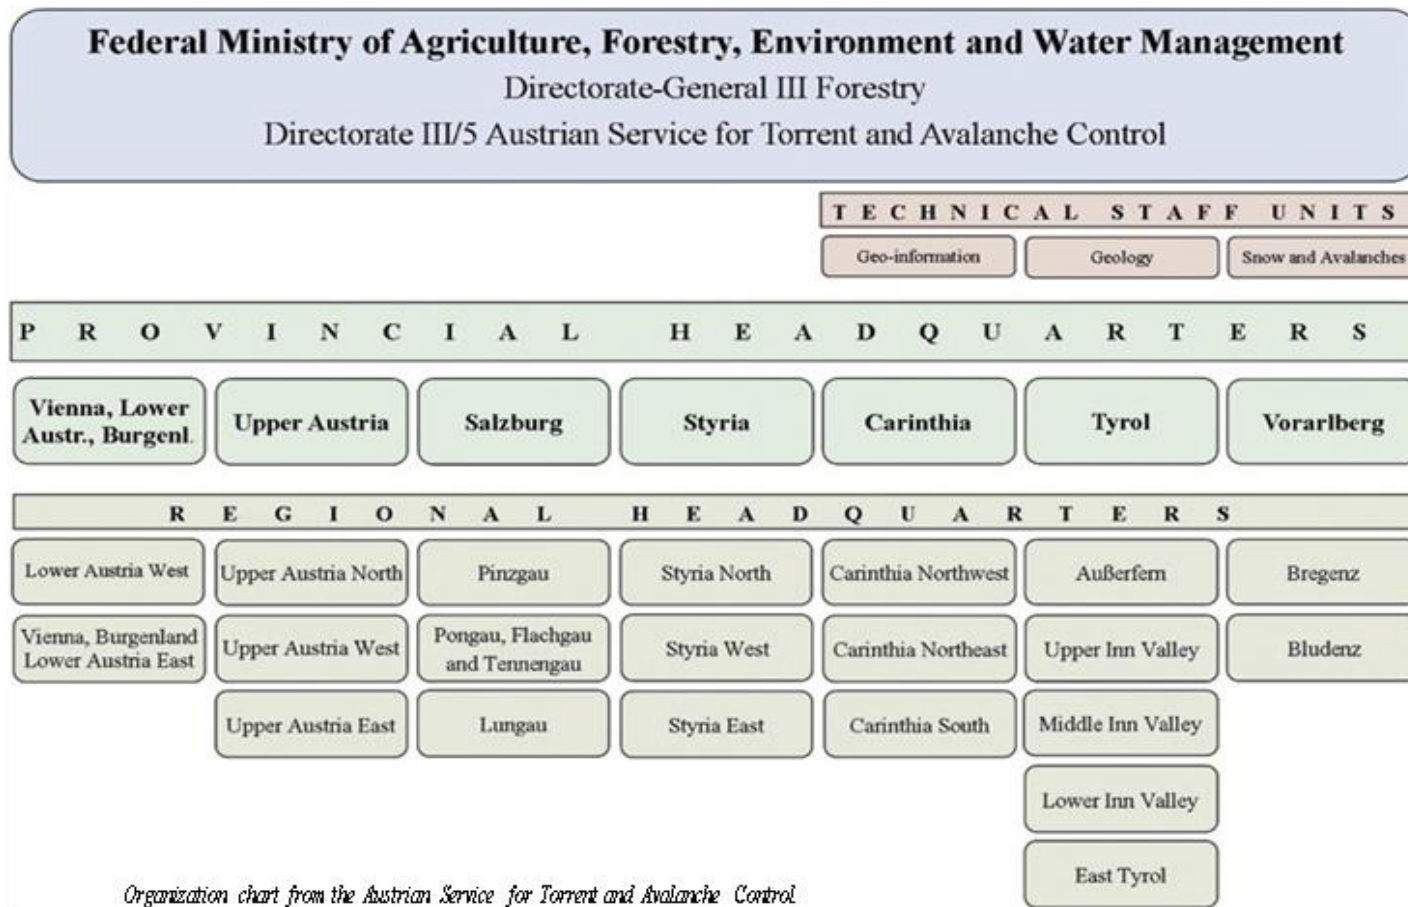 Federal Ministry of Agriculture, Forestry, Environment and Water Management
Directorate-General III Forestry
Directorate III/5 Austrian Service for Torrent and Avalanche Control
TECHNICAL STAFF UNITS
Geo-information
Geology
Snow and Avalanches
PROVINCIAL HEADQUARTERS
Vienna, Lower
Austr., Burgenl.
Upper Austria
Salzburg
Styria
Carinthia
Tyrol
Vorarlberg
REGIONAL HEADQUARTERS
Lower Austria West
Upper Austria North
Pinzgau
Styria North
Carinthia Northwest
Außerfern
Bregenz
Vienna, Burgenland
Lower Austria East
Upper Austria West
Pongau, Flachgau
and Tennengau
Styria West
Carinthia Northeast
Upper Inn Valley
Bludenz
Upper Austria East
Lungau
Styria East
Carinthia South
Middle Inn Valley
Lower Inn Valley
East Tyrol
Organization chart from the Austrian Service for Torrent and Avalanche Control